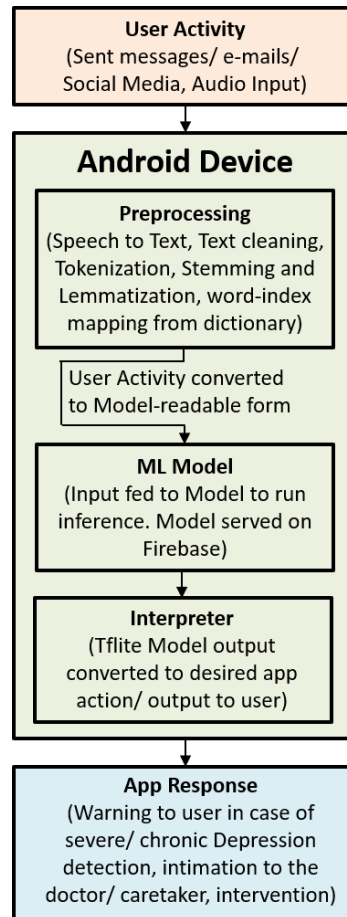 User Activity
(Sent messages/ e-mails/
Social Media, Audio Input)
Android Device
Preprocessing
(Speech to Text, Text cleaning,
Tokenization, Stemming and
Lemmatization, word-index
mapping from dictionary)
User Activity converted
to Model-readable form
ML Model
(Input fed to Model to run
inference. Model served on
Firebase)
Interpreter
(Tflite Model output
converted to desired app
action/ output to user)
App Response
(Warning to user in case of
severe/ chronic Depression
detection, intimation to the
doctor/ caretaker, intervention)